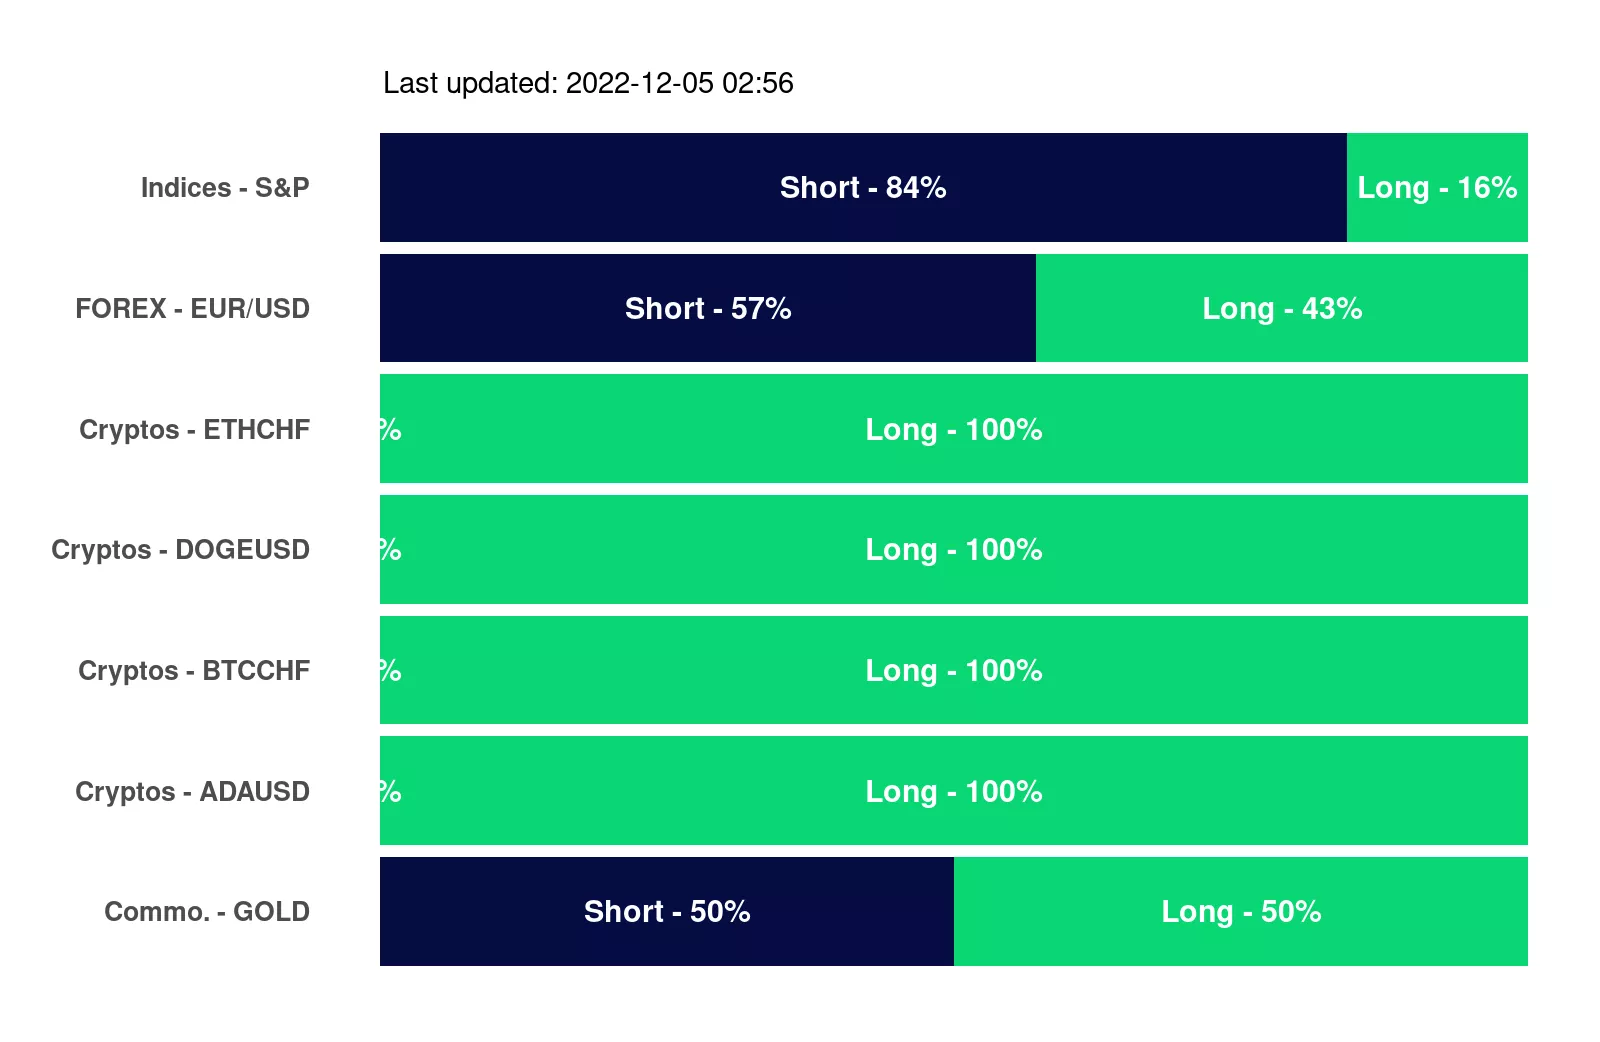 Last updated: 2022-12-05 02:56
Indices - S&P Short - 84% Long - 16%
FOREX - EUR/USD Short - 57% Long - 43%
Cryptos - ETHCHF % Long - 100%
Cryptos - DOGEUSD % Long - 100%
Cryptos - BTCCHF % Long - 100%
Cryptos - ADAUSD % Long - 100%
Commo. - GOLD Short - 50% Long - 50%